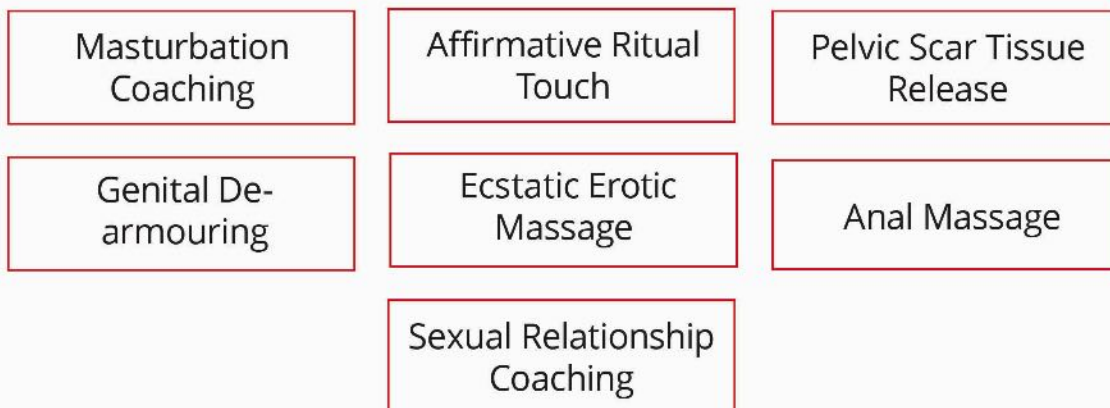 Masturbation
Coaching
Affirmative Ritual
Touch
Pelvic Scar Tissue
Release
Genital De-
armouring
Ecstatic Erotic
Massage
Anal Massage
Sexual Relationship
Coaching